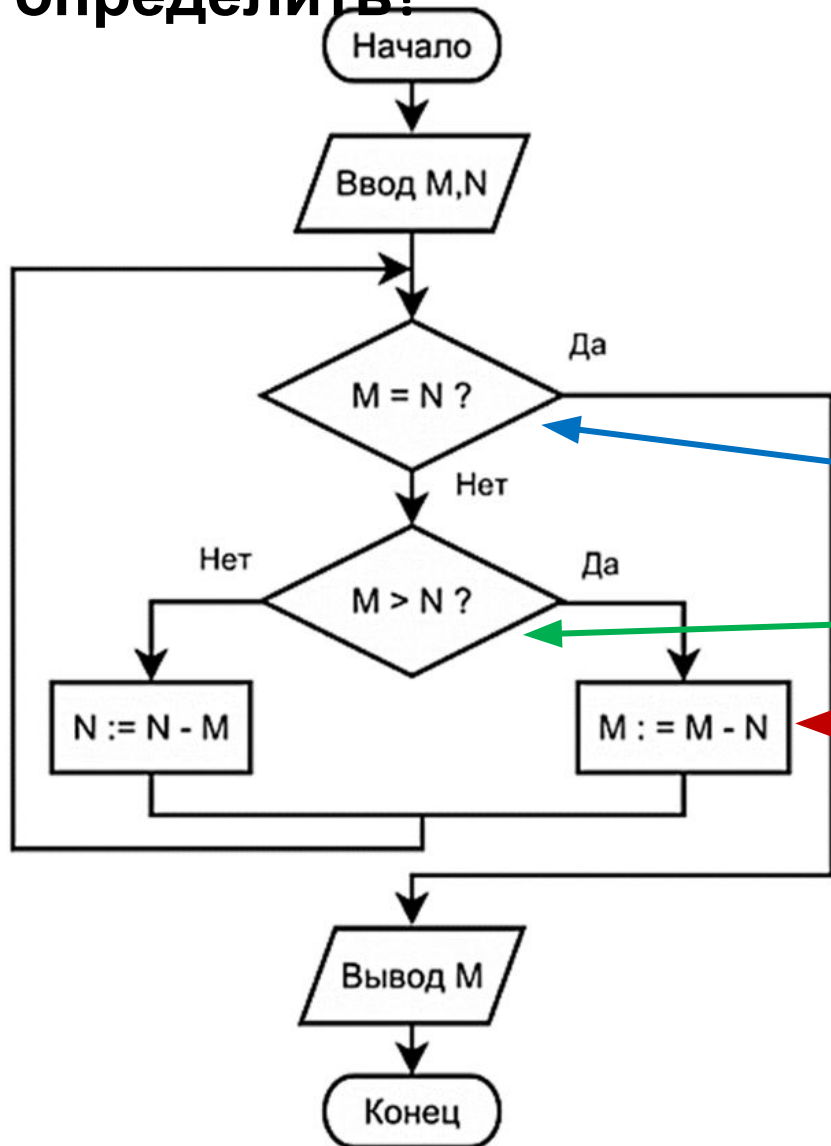 определить?
Начало
Ввод M,N
Да
M = N ?
Нет
Нет
Да
M > N ?
N := N - M
M : = M - N
Вывод M
Конец